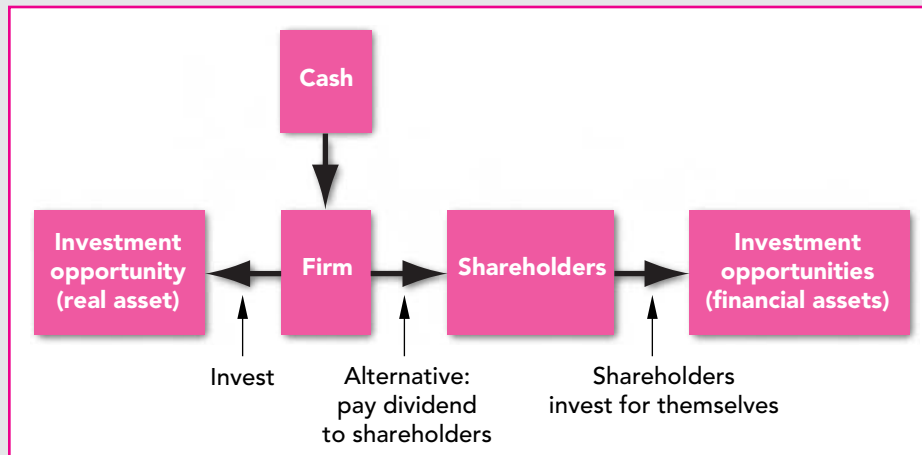 Cash
Investment
opportunity
(real asset)
Firm
Shareholders
Investment
opportunities
(financial assets)
Invest
Alternative:
pay dividend
to shareholders
Shareholders
invest for themselves